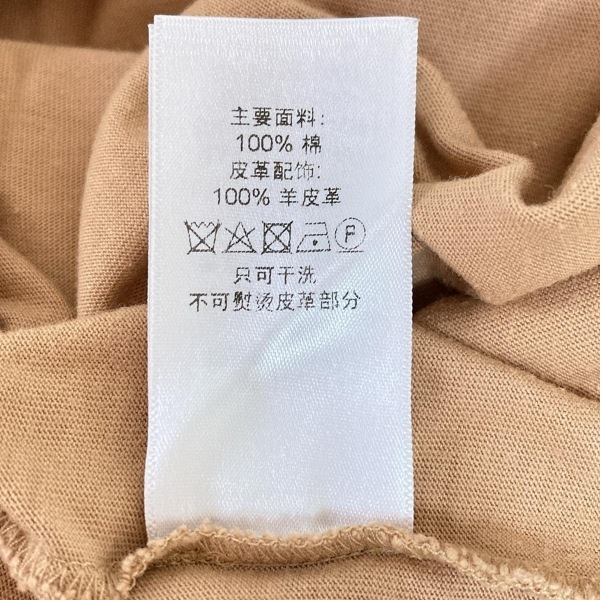 主要面料:
100% 棉
皮革配饰:
100% 羊皮革
P
只可干洗
不可熨烫皮革部分